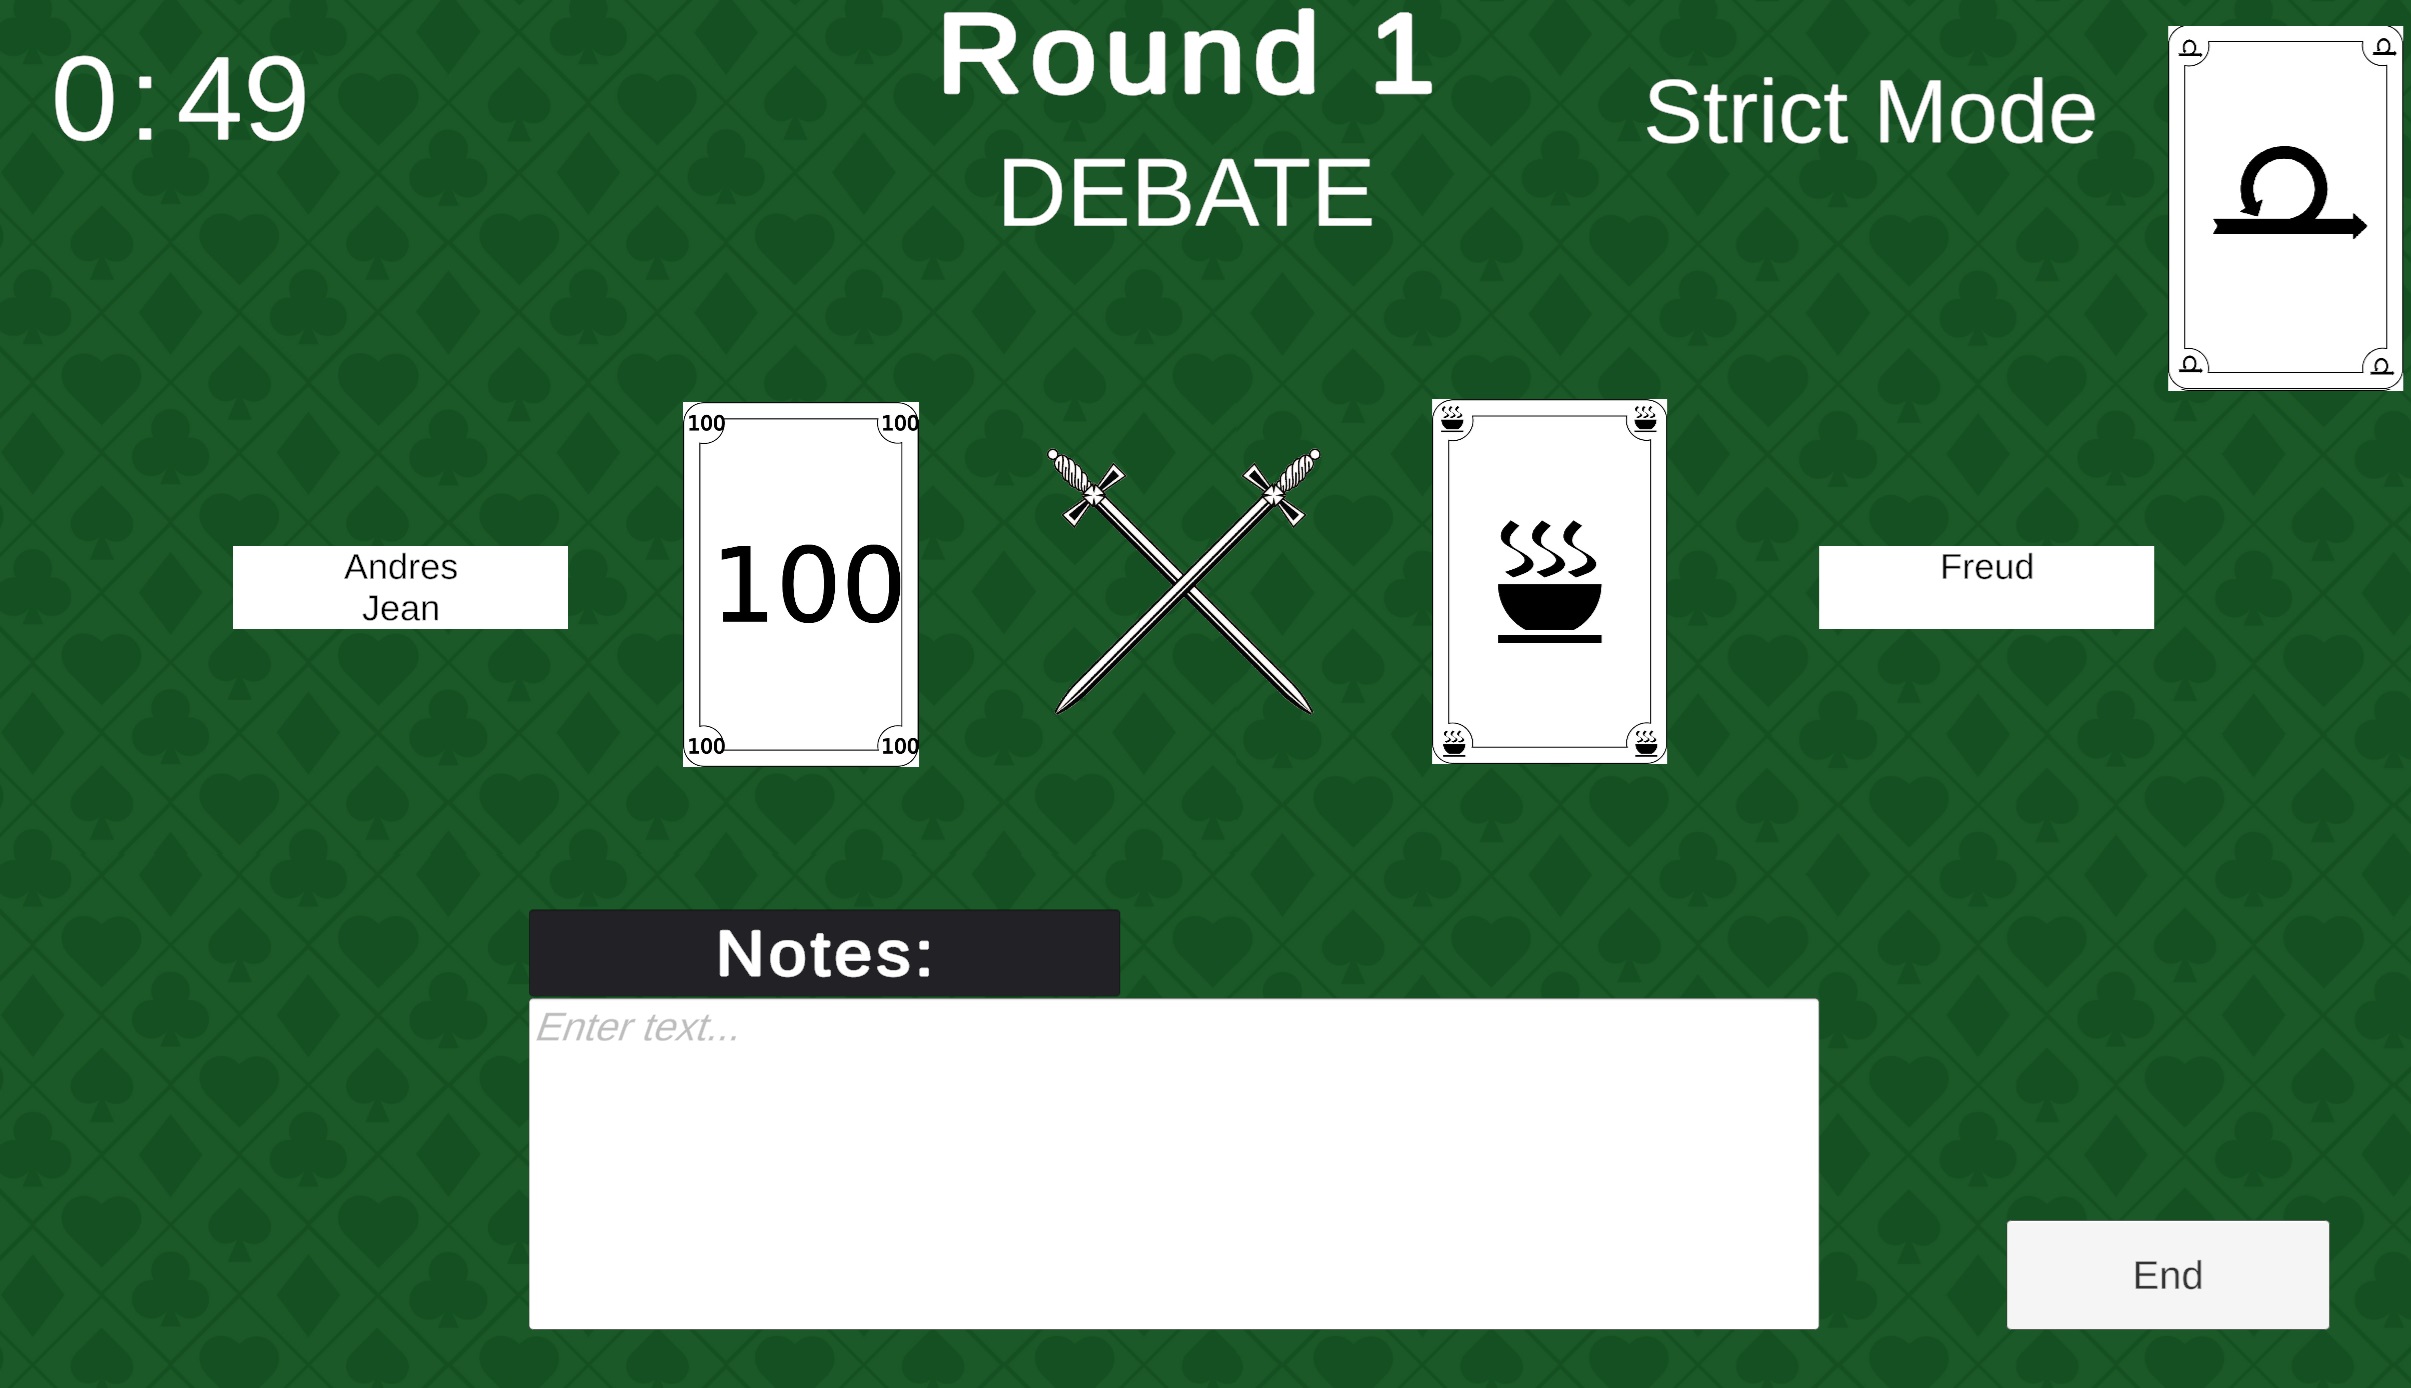 0:49
Round 1
DEBATE
Strict Mode
100
100
100
100
100
Andres
Jean
Freud
Notes:
Enter text...
End